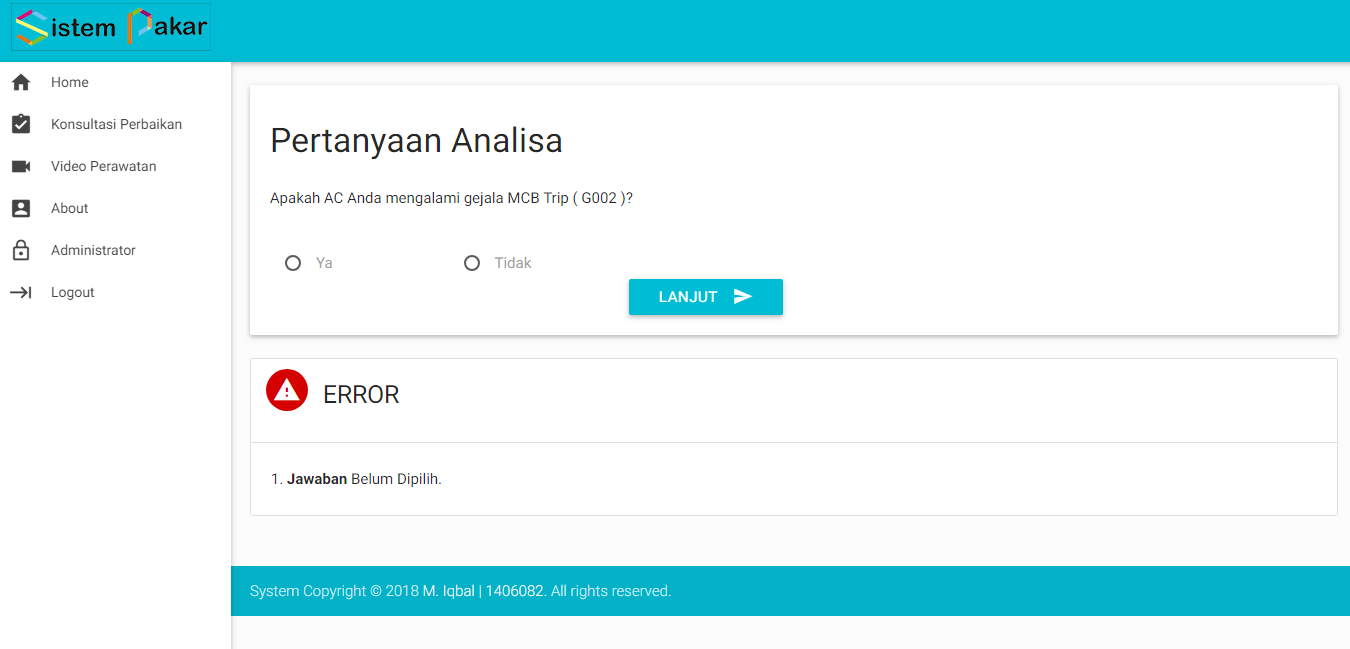 Sistem Pakar
Home
Konsultasi Perbaikan
Video Perawatan
About
Administrator
Logout
Pertanyaan Analisa
Apakah AC Anda mengalami gejala MCB Trip ( G002 )?
Ya Tidak
LANJUT
ERROR
1. Jawaban Belum Dipilih.
System Copyright © 2018 M. Iqbal | 1406082. All rights reserved.